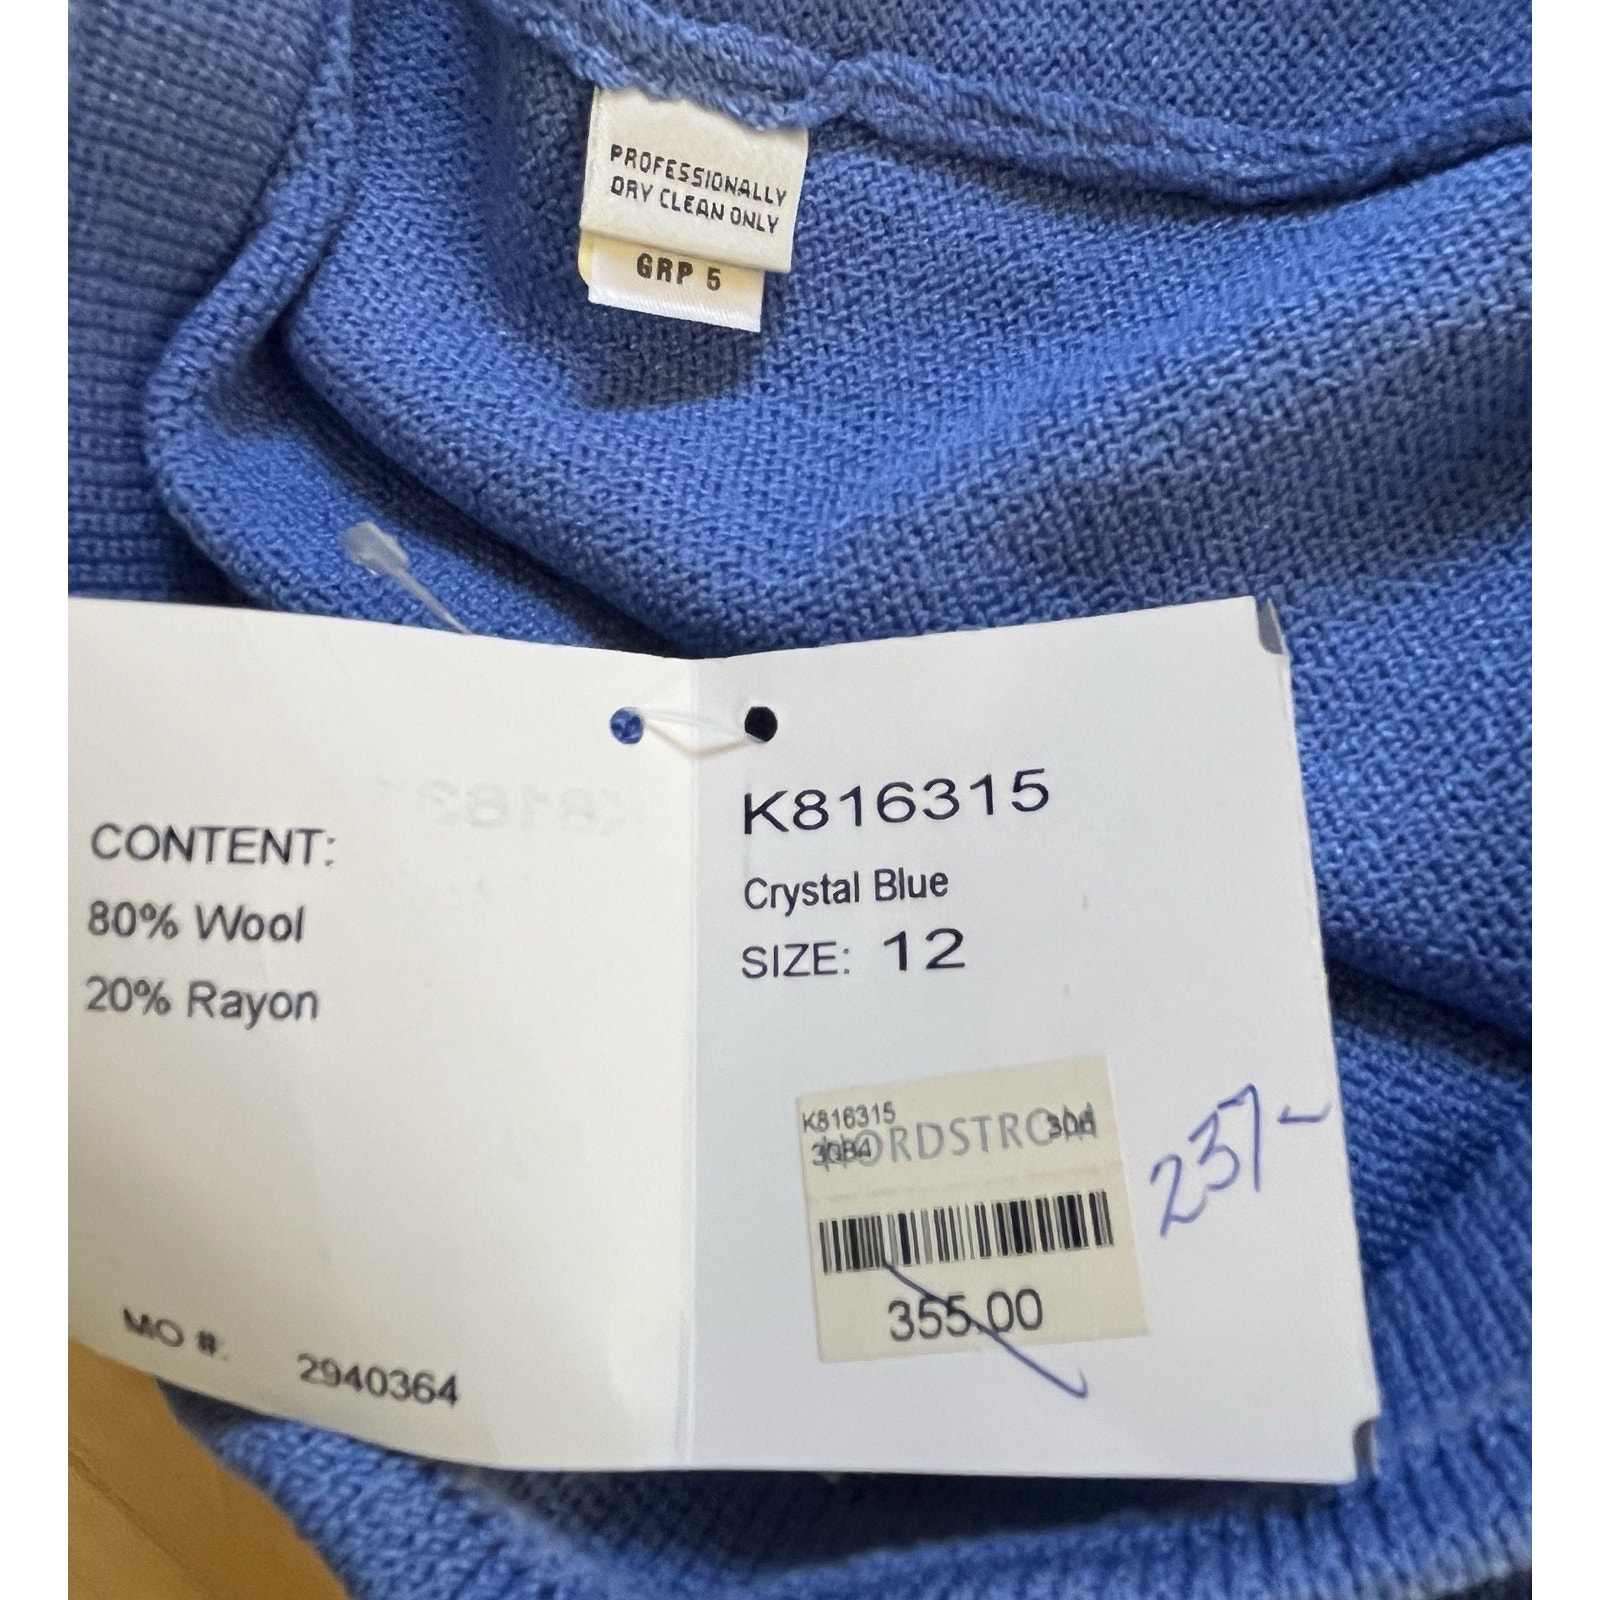 PROFESSIONALLY
DRY CLEAN ONLY
GRP 5
CONTENT:
80% Wool
20% Rayon
MO #:
2940364
K816315
Crystal Blue
SIZE: 12
K816315
NORDSTROM
355.00
237-